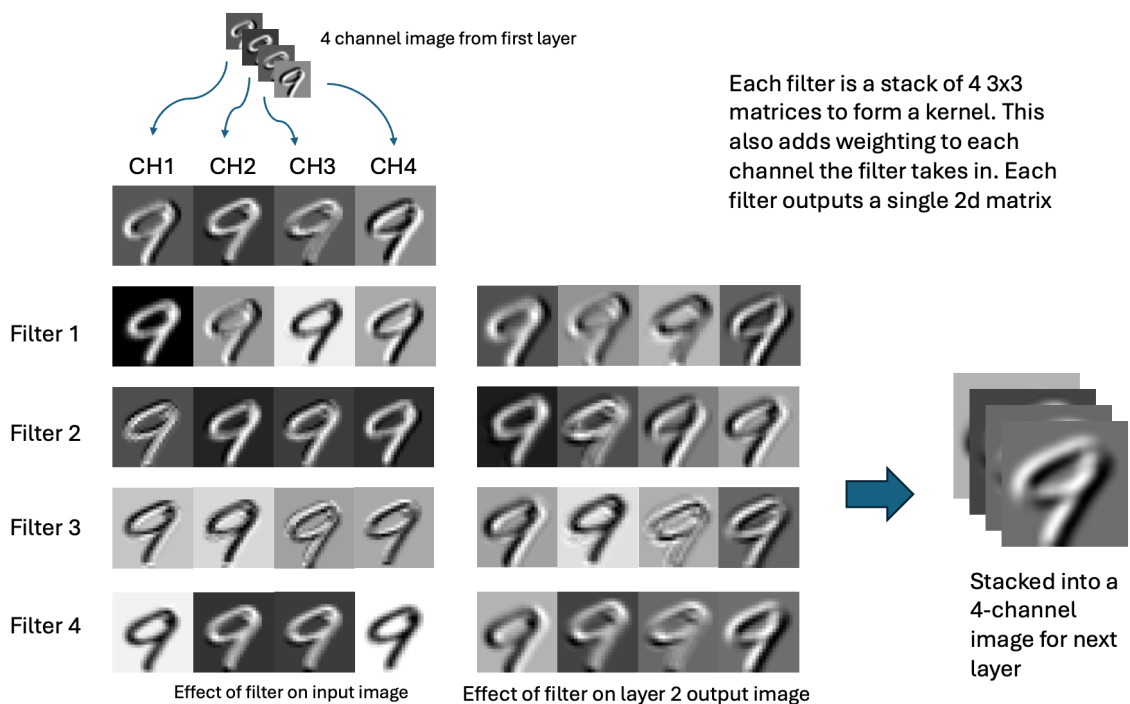 4 channel image from first layer
Each filter is a stack of 4 3x3
matrices to form a kernel. This
also adds weighting to each
channel the filter takes in. Each
filter outputs a single 2d matrix
CH1 CH2 CH3 CH4
Filter 1
Filter 2
Filter 3
Filter 4
Effect of filter on input image
Effect of filter on layer 2 output image
Stacked into a
4-channel
image for next
layer